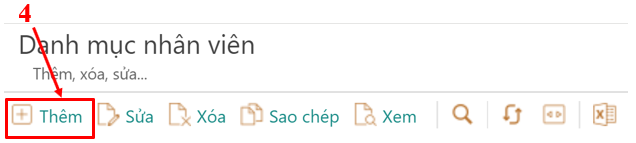 4
Danh mục nhân viên
Thêm, xóa, sửa...
Thêm Sửa Xóa Sao chép Xem